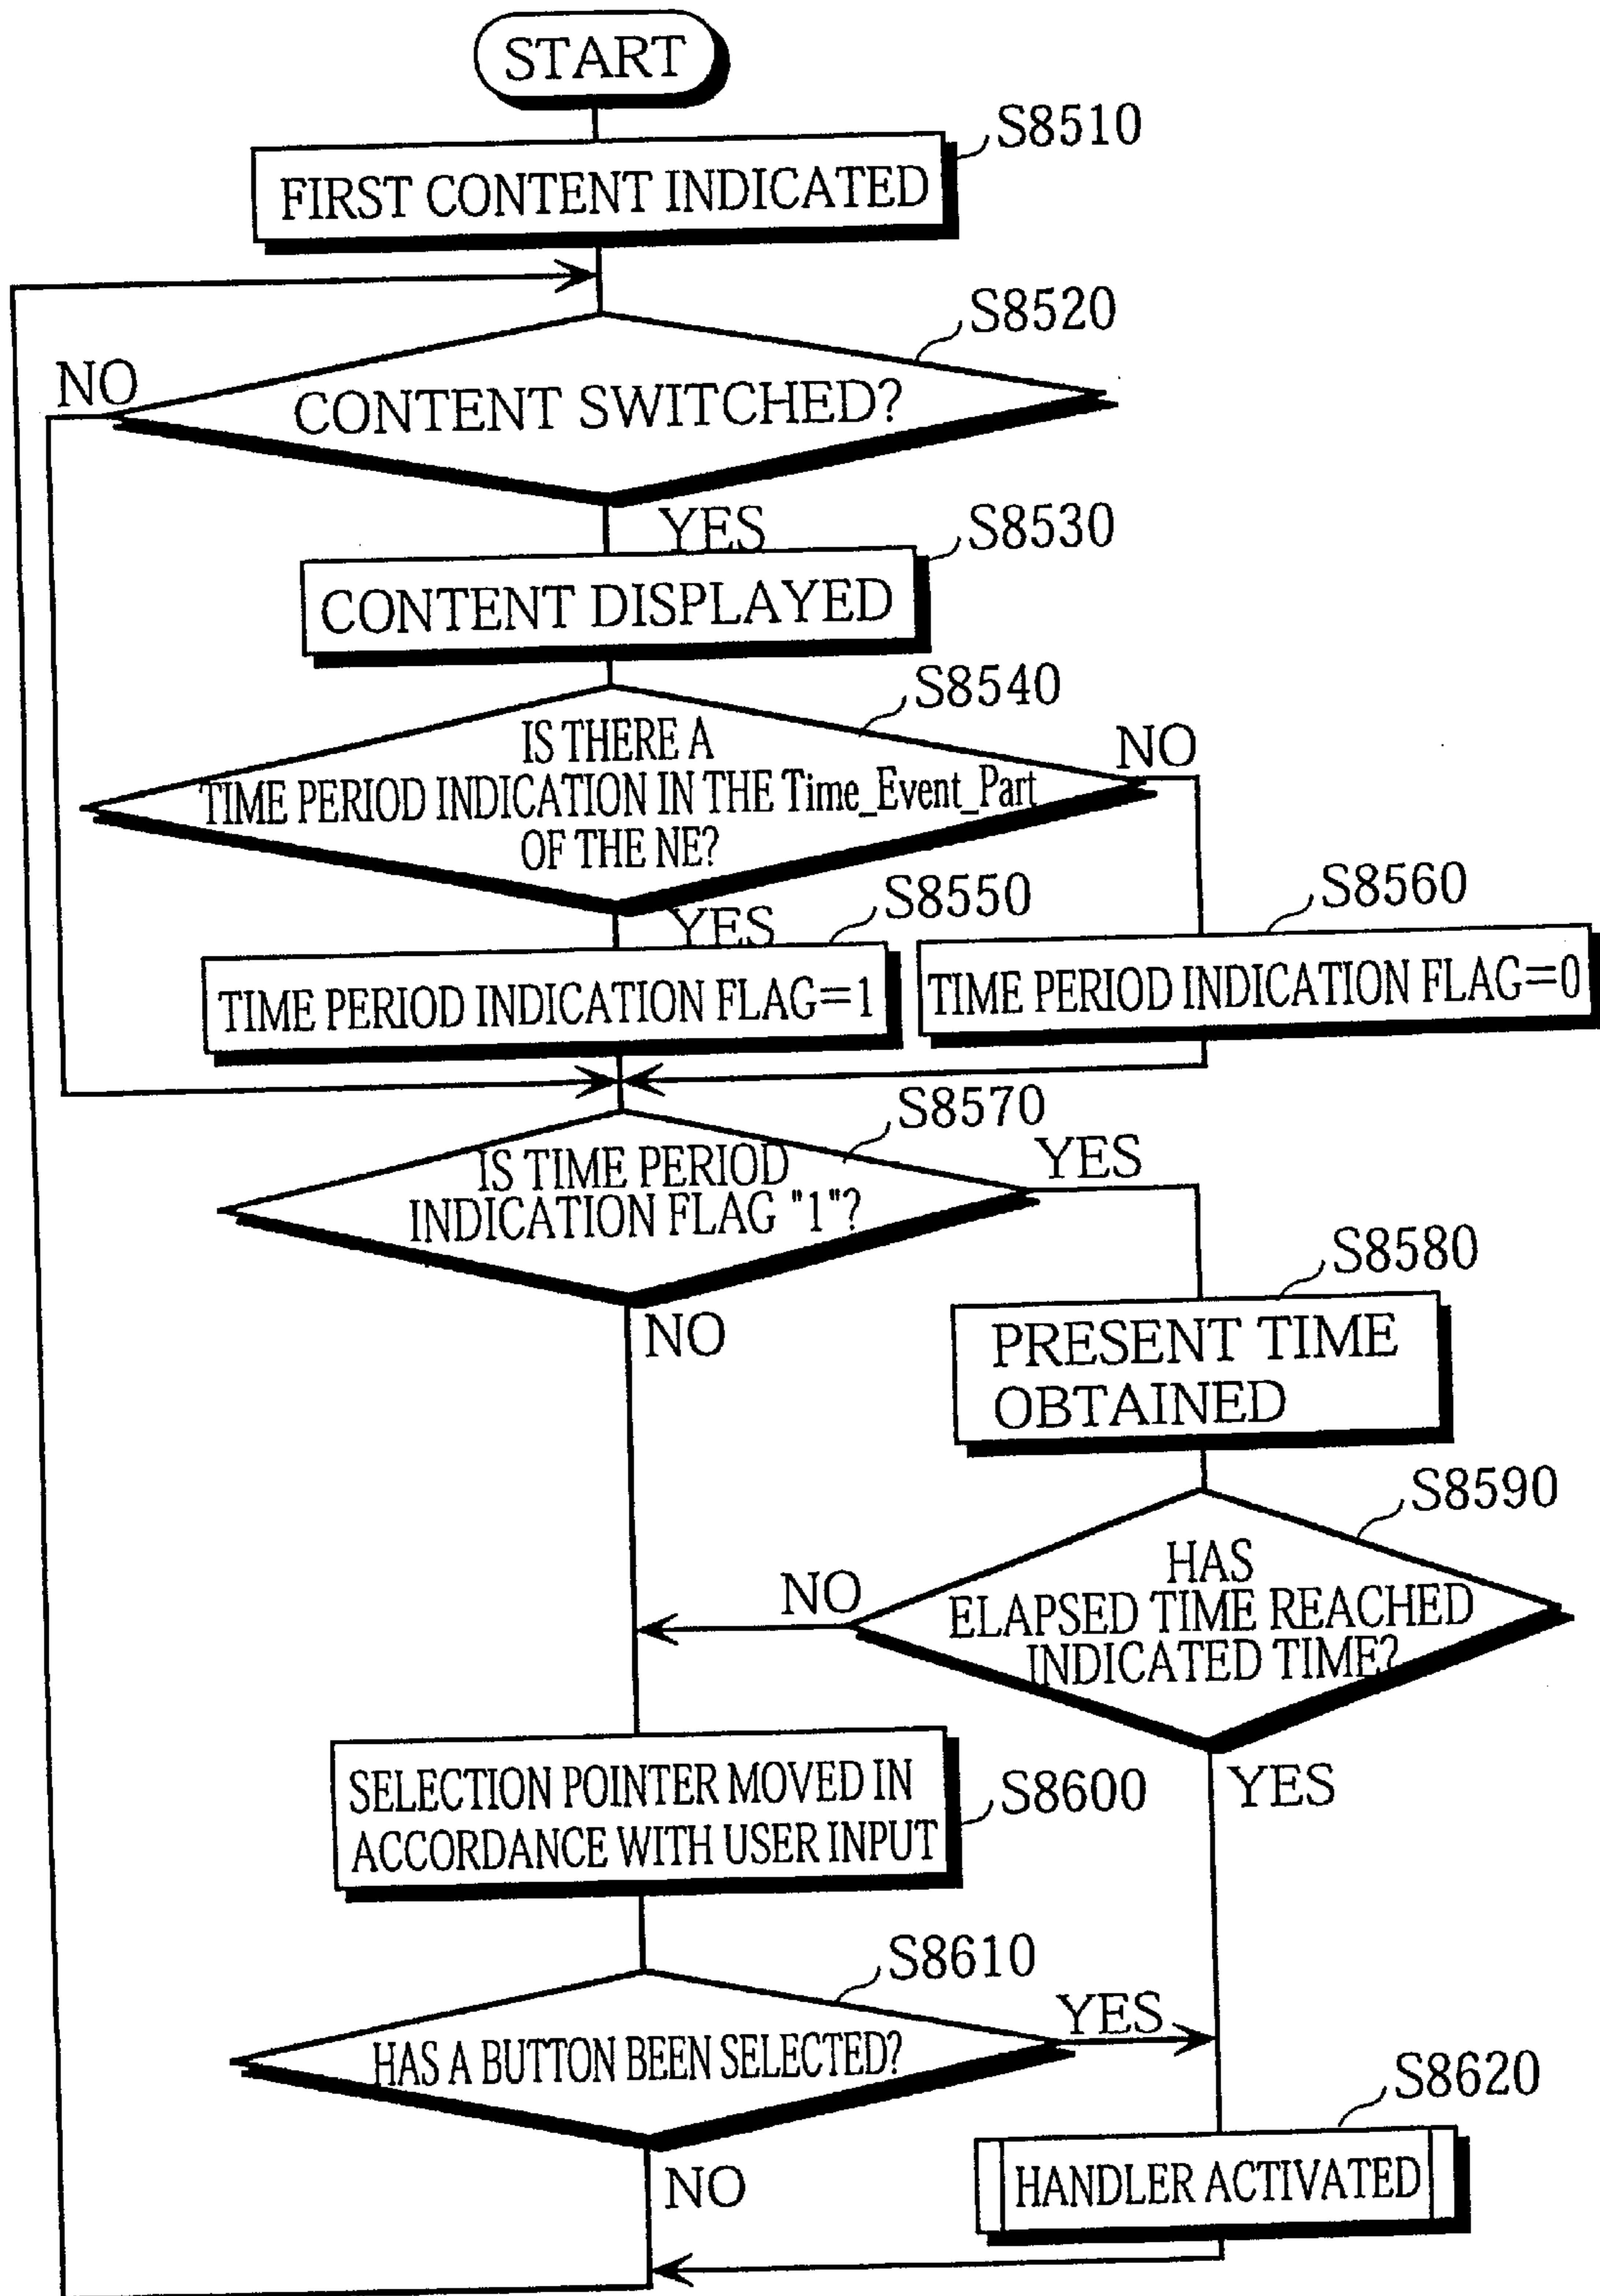 START
S8510
FIRST CONTENT INDICATED
S8520
NO
CONTENT SWITCHED?
YES
S8530
CONTENT DISPLAYED
S8540
IS THERE A
NO
TIME PERIOD INDICATION IN THE Time_Event_Part
OF THE NE?
YES
S8550
S8560
TIME PERIOD INDICATION FLAG=1
TIME PERIOD INDICATION FLAG=0
S8570
IS TIME PERIOD
INDICATION FLAG "1"?
YES
NO
S8580
PRESENT TIME
OBTAINED
S8590
HAS
ELAPSED TIME REACHED
INDICATED TIME?
NO
YES
SELECTION POINTER MOVED IN
ACCORDANCE WITH USER INPUT
S8600
S8610
HAS A BUTTON BEEN SELECTED?
YES
NO
S8620
HANDLER ACTIVATED